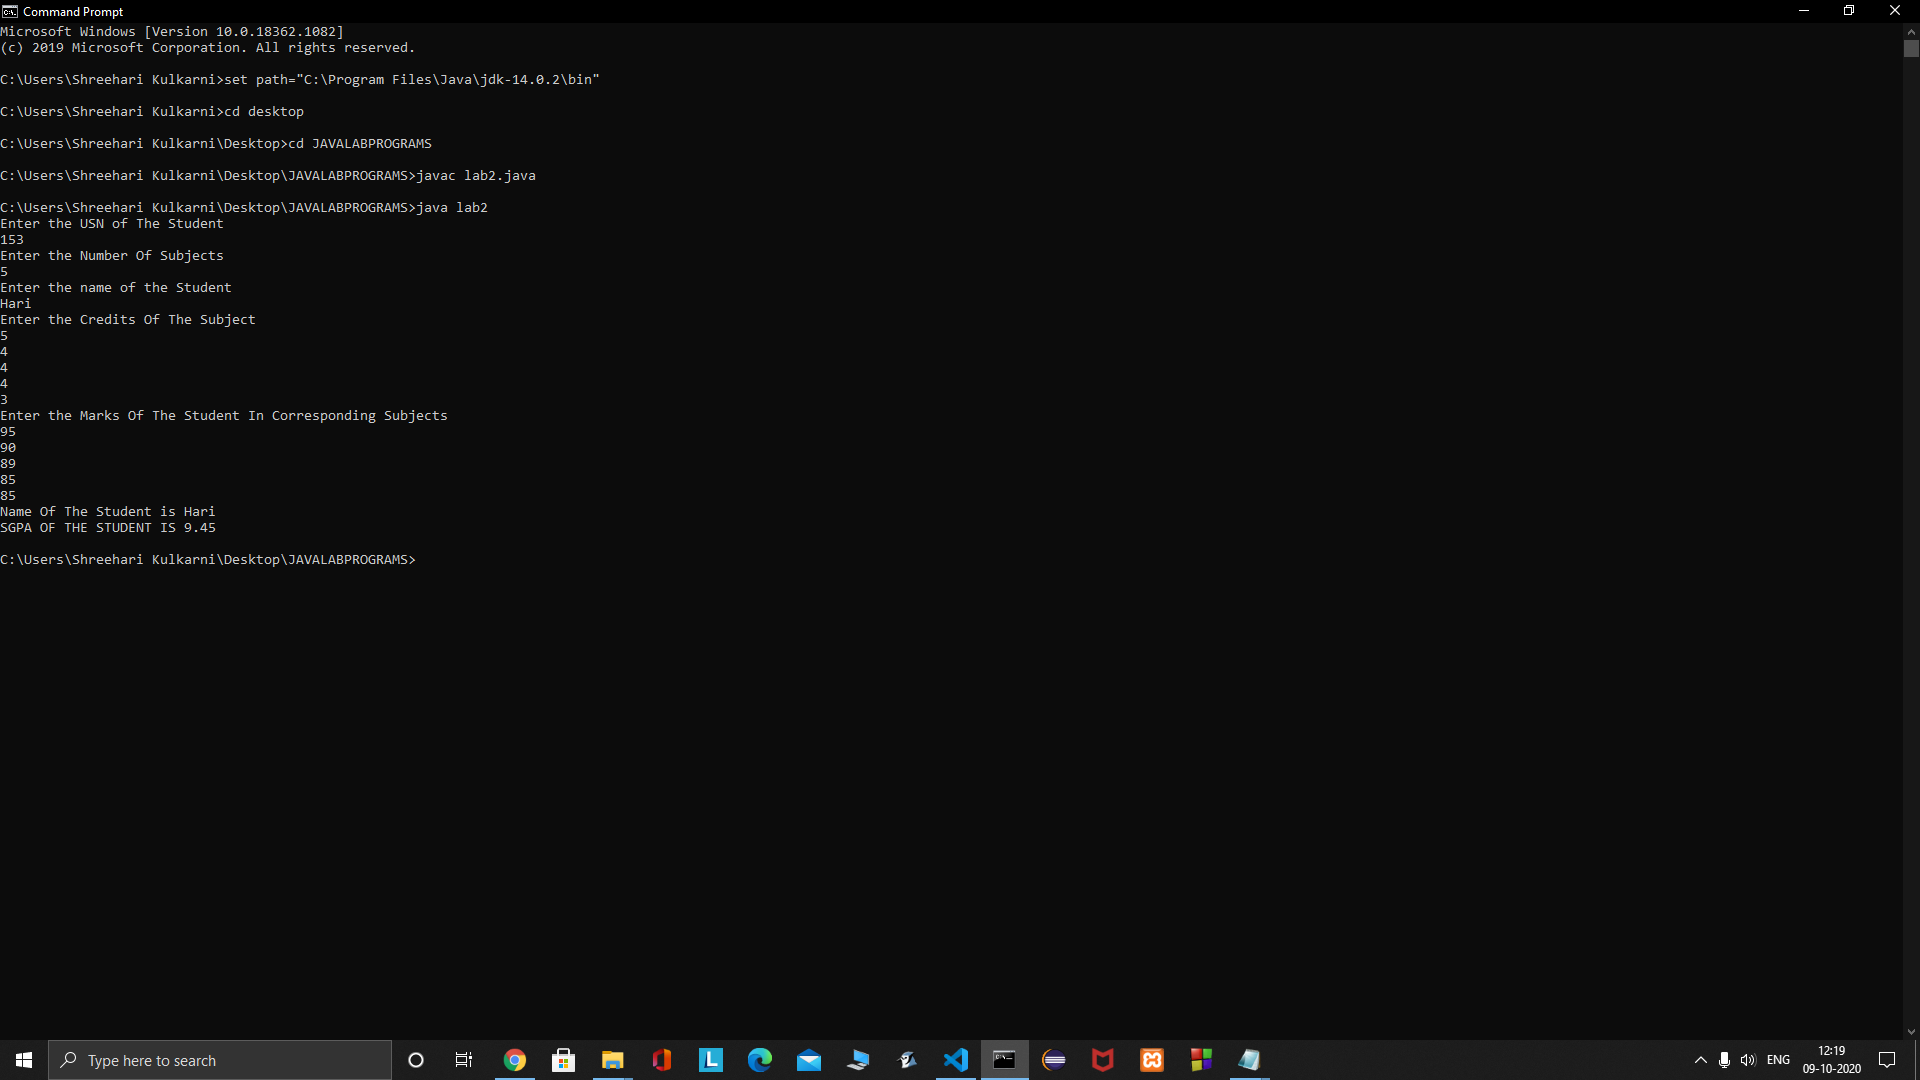 Command Prompt
Microsoft Windows [Version 10.0.18362.1082]
(c) 2019 Microsoft Corporation. All rights reserved.
C:\Users\Shreehari Kulkarni>set path="C:\Program Files\Java\jdk-14.0.2\bin"
C:\Users\Shreehari Kulkarni>cd desktop
C:\Users\Shreehari Kulkarni\Desktop>cd JAVALABPROGRAMS
C:\Users\Shreehari Kulkarni\Desktop\JAVALABPROGRAMS>javac lab2.java
C:\Users\Shreehari Kulkarni\Desktop\JAVALABPROGRAMS>java lab2
Enter the USN of The Student
153
Enter the Number Of Subjects
5
Enter the name of the Student
Hari
Enter the Credits Of The Subject
5
4
4
4
3
Enter the Marks Of The Student In Corresponding Subjects
95
90
89
85
85
Name Of The Student is Hari
SGPA OF THE STUDENT IS 9.45
C:\Users\Shreehari Kulkarni\Desktop\JAVALABPROGRAMS>
Type here to search
L
ENG
12:19
09-10-2020